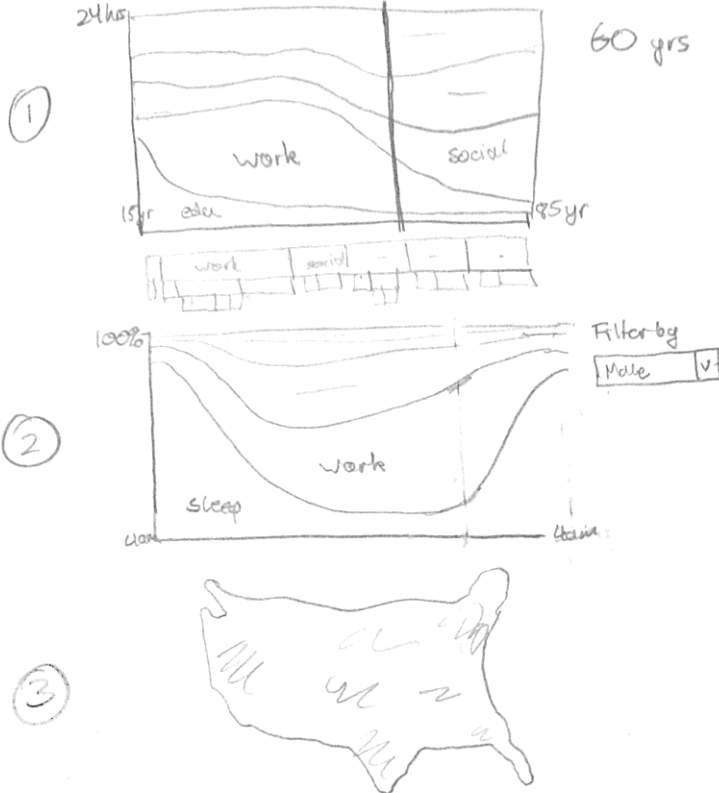 24hrs
60 yrs
1
work
social
15yr
edu
85yr
work
social
100%
Filter by
Male
2
work
sleep
3